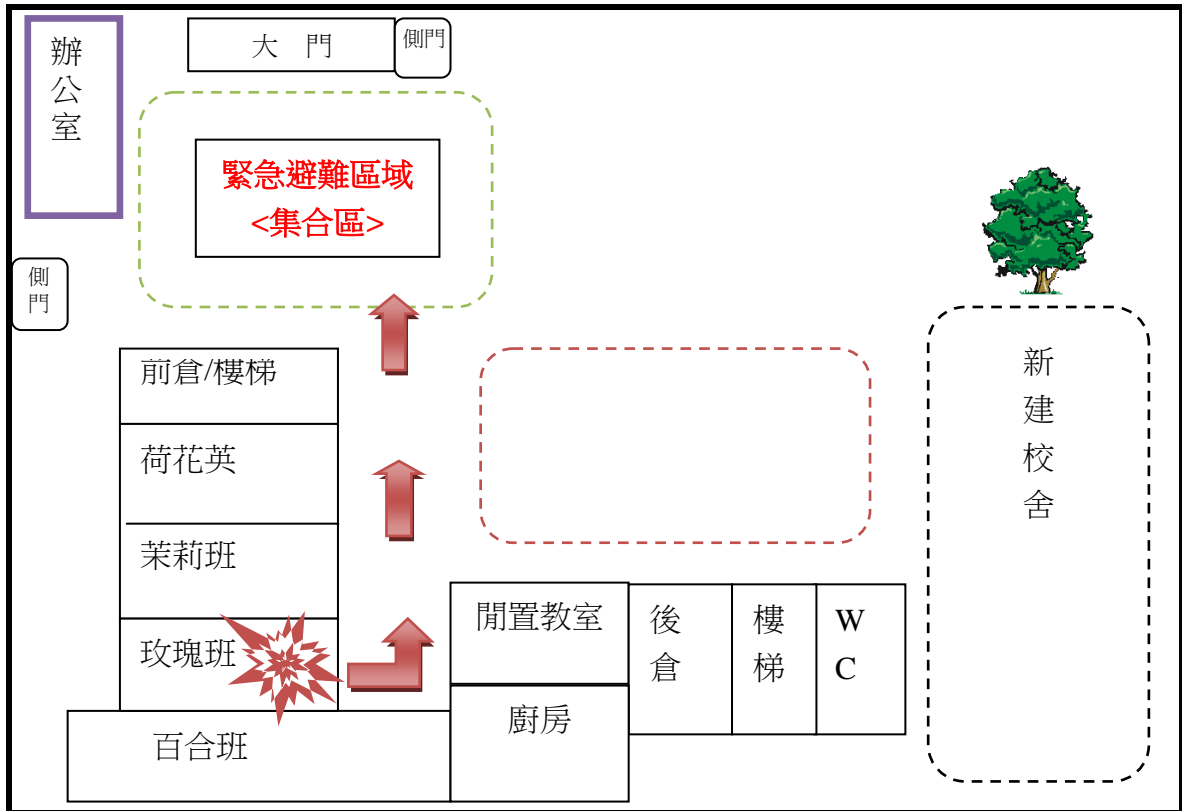 辦公室
大 門
側門
緊急避難區域
<集合區>
側門
前倉/樓梯
荷花英
茉莉班
玫瑰班
百合班
閒置教室
廚房
後倉
樓梯
WC
新建校舍